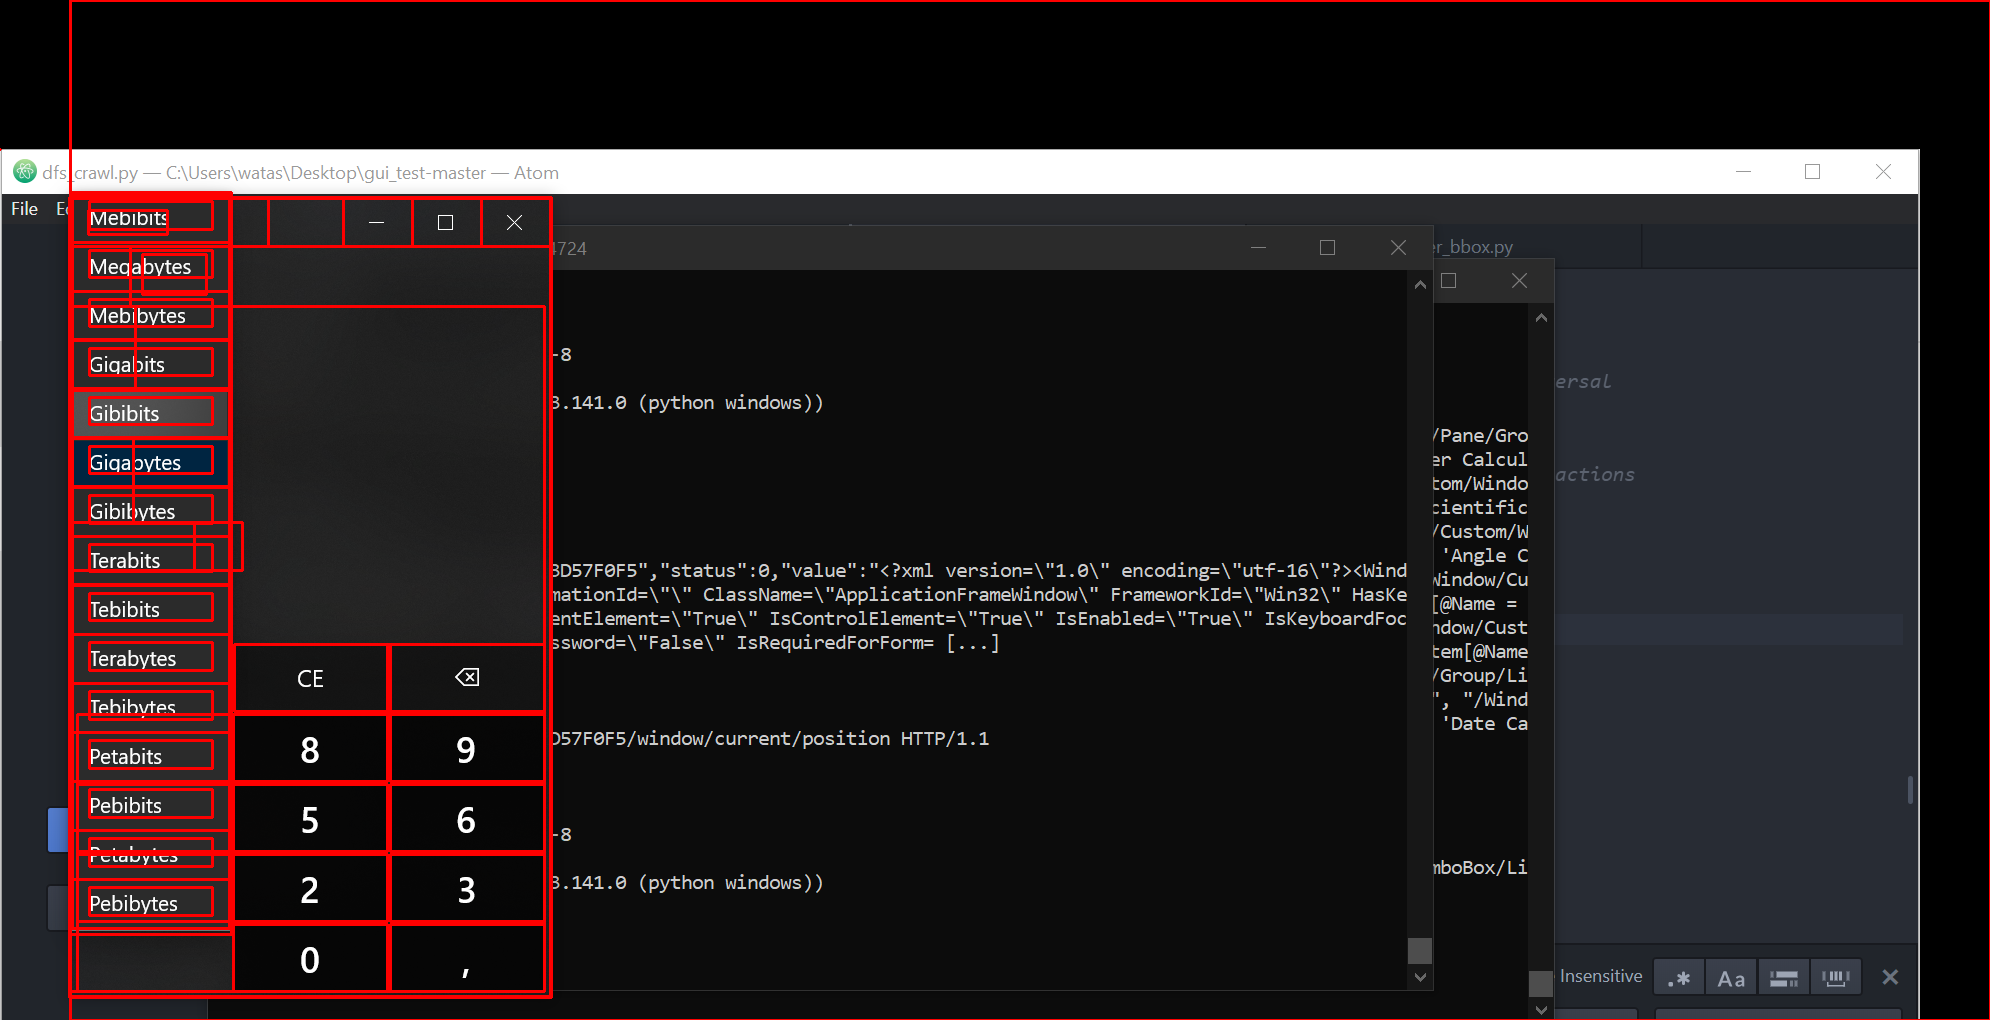 dfs_crawl.py — C:\Users\watas\Desktop\gui_test-master — Atom
File
4724
er_bbox.py
Mebibits
Megabytes
Mebibytes
Gigabits
Gibibits
Gigabytes
Gibibytes
Terabits
Tebibits
Terabytes
Tebibytes
Petabits
Pebibits
Petabytes
Pebibytes
CE
8 9
5 6
2 3
0 ,
-8
3.141.0 (python windows))
3D57F0F5","status":0,"value":"<?xml version=\"1.0\" encoding=\"utf-16\"?><Wind
mationId=\"\" ClassName=\"ApplicationFrameWindow\" FrameworkId=\"Win32\" HasKe
entElement=\"True\" IsControlElement=\"True\" IsEnabled=\"True\" IsKeyboardFoc
ssword=\"False\" IsRequiredForForm= [...]
D57F0F5/window/current/position HTTP/1.1
-8
3.141.0 (python windows))
/Pane/Gro
er Calcul
tom/Windo
cientific
/Custom/W
'Angle C
Window/Cu
[@Name =
ndow/Cust
tem[@Name
/Group/Li
", "/Wind
'Date Ca
mboBox/Li
ersal
actions
Insensitive
.* Aa